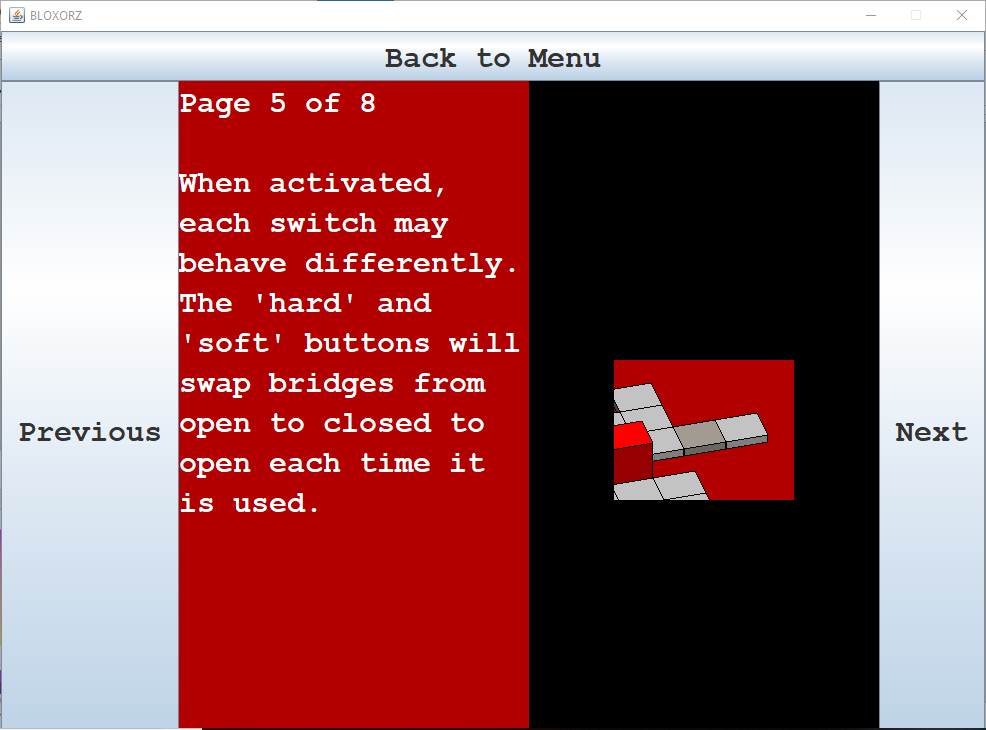 BLOXORZ
Back to Menu
Previous
Page 5 of 8
When activated,
each switch may
behave differently.
The 'hard' and
'soft' buttons will
swap bridges from
open to closed to
open each time it
is used.
Next